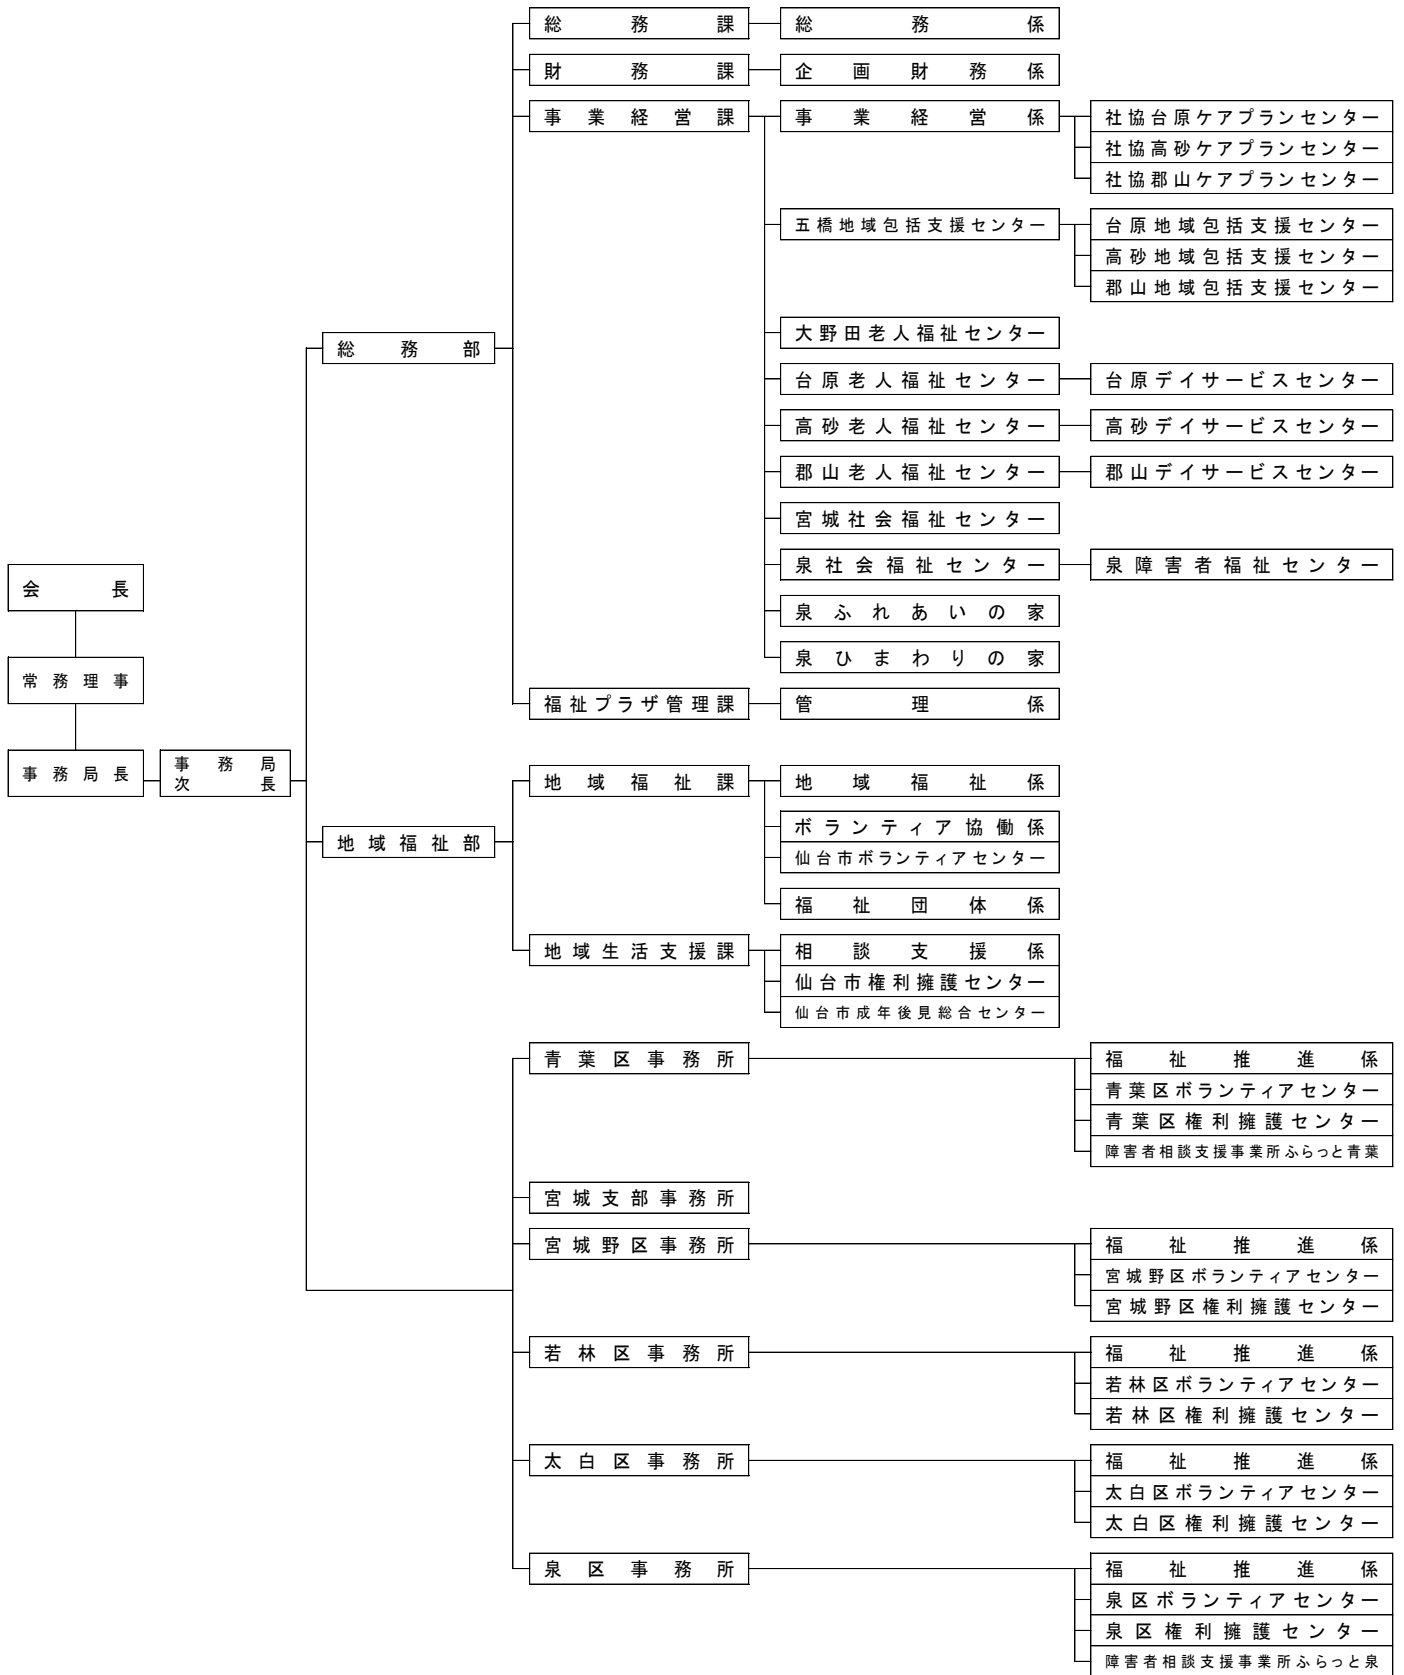 総務課 総務係
財務課 企画財務係
事業経営課 事業経営係 社協台原ケアプランセンター
社協高砂ケアプランセンター
社協郡山ケアプランセンター
五橋地域包括支援センター 台原地域包括支援センター
高砂地域包括支援センター
郡山地域包括支援センター
大野田老人福祉センター
総務部
台原老人福祉センター 台原デイサービスセンター
高砂老人福祉センター 高砂デイサービスセンター
郡山老人福祉センター 郡山デイサービスセンター
宮城社会福祉センター
泉社会福祉センター 泉障害者福祉センター
会長
泉ふれあいの家
泉ひまわりの家
常務理事
福祉プラザ管理課 管理係
事務局長 事務局
次長
地域福祉課 地域福祉係
ボランティア協働係
地域福祉部
仙台市ボランティアセンター
福祉団体係
地域生活支援課 相談支援係
仙台市権利擁護センター
仙台市成年後見総合センター
青葉区事務所 福祉推進係
青葉区ボランティアセンター
青葉区権利擁護センター
障害者相談支援事業所ふらっと青葉
宮城支部事務所
宮城野区事務所 福祉推進係
宮城野区ボランティアセンター
宮城野区権利擁護センター
若林区事務所 福祉推進係
若林区ボランティアセンター
若林区権利擁護センター
太白区事務所 福祉推進係
太白区ボランティアセンター
太白区権利擁護センター
泉区事務所 福祉推進係
泉区ボランティアセンター
泉区権利擁護センター
障害者相談支援事業所ふらっと泉